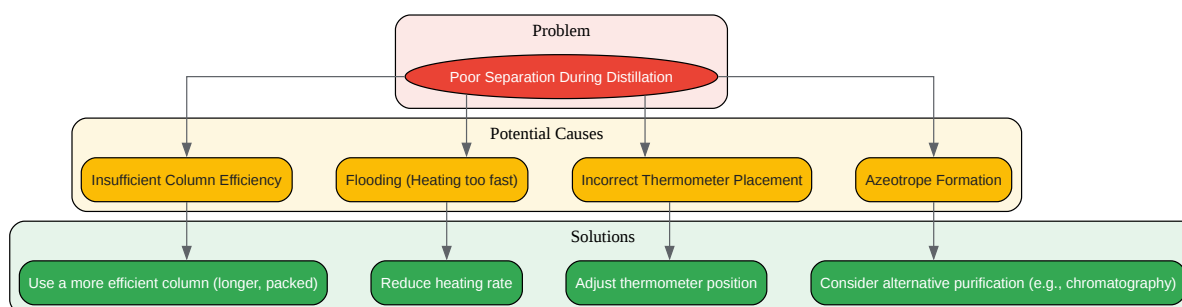 Problem
Poor Separation During Distillation
Potential Causes
Insufficient Column Efficiency
Flooding (Heating too fast)
Incorrect Thermometer Placement
Azeotrope Formation
Solutions
Use a more efficient column (longer, packed)
Reduce heating rate
Adjust thermometer position
Consider alternative purification (e.g., chromatography)